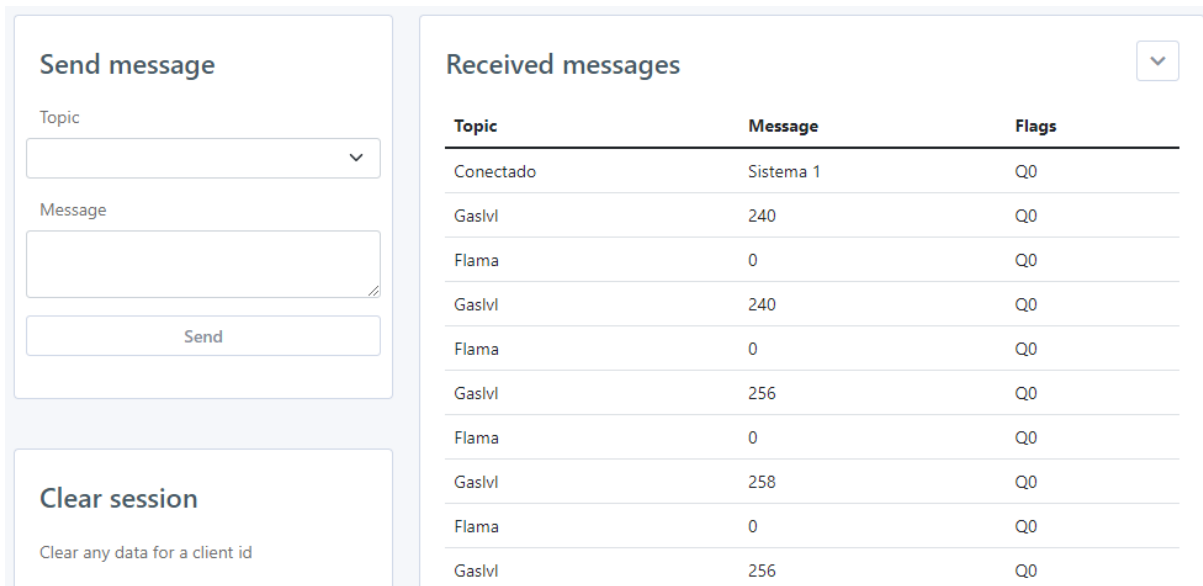 Send message
Topic
Message
Send
Clear session
Clear any data for a client id
Received messages
Topic Message Flags
Conectado Sistema 1 Q0
Gaslvl 240 Q0
Flama 0 Q0
Gaslvl 240 Q0
Flama 0 Q0
Gaslvl 256 Q0
Flama 0 Q0
Gaslvl 258 Q0
Flama 0 Q0
Gaslvl 256 Q0